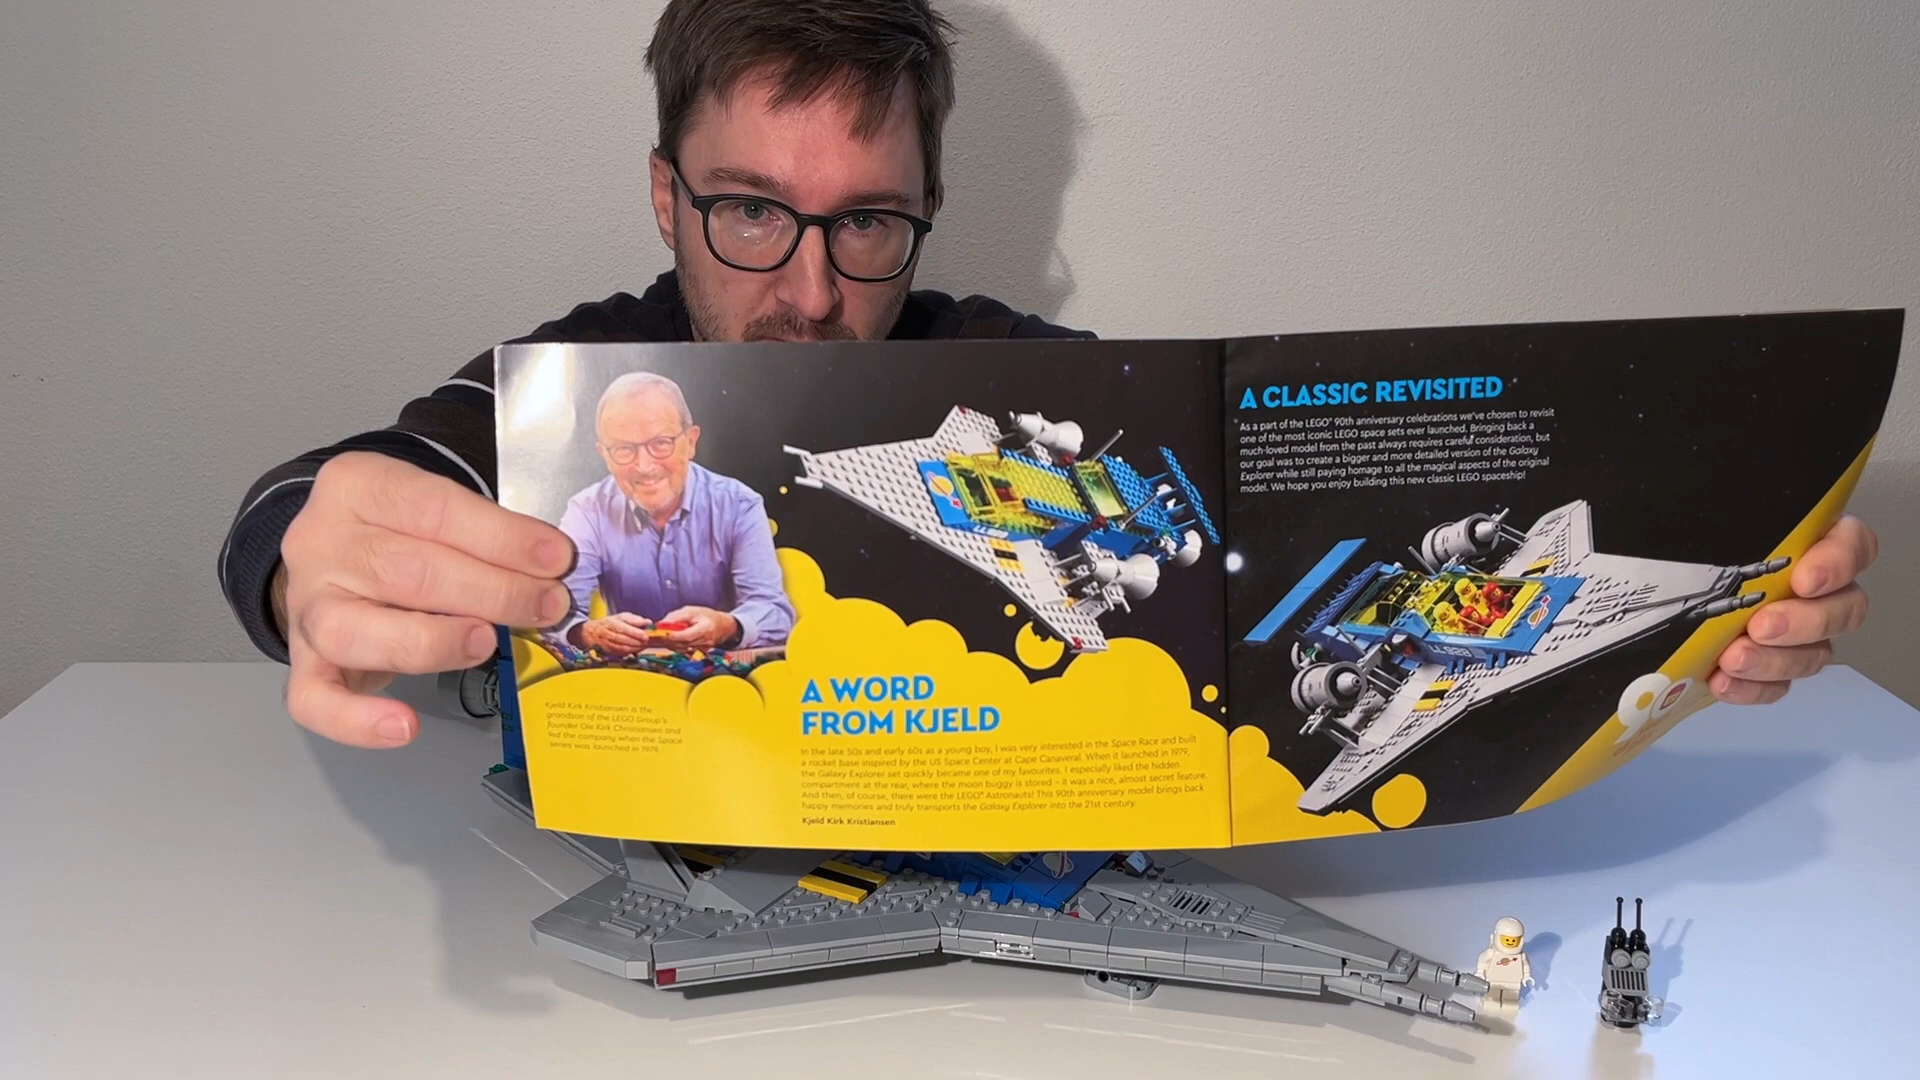 Kjeld Kirk Kristiansen is the
grandson of the LEGO Group's
founder Ole Kirk Christiansen and
led the company when the Space
series was launched in 1979.
A WORD
FROM KJELD
In the late 50s and early 60s as a young boy, I was very interested in the Space Race and built
a rocket base inspired by the US Space Center at Cape Canaveral. When it launched in 1979,
the Galaxy Explorer set quickly became one of my favourites. I especially liked the hidden
compartment at the rear, where the moon buggy is stored – it was a nice, almost secret feature.
And then, of course, there were the LEGO® Astronauts! This 90th anniversary model brings back
happy memories and truly transports the Galaxy Explorer into the 21st century.
Kjeld Kirk Kristiansen
A CLASSIC REVISITED
As a part of the LEGO® 90th anniversary celebrations we've chosen to revisit
one of the most iconic LEGO space sets ever launched. Bringing back a
much-loved model from the past always requires careful consideration, but
our goal was to create a bigger and more detailed version of the Galaxy
Explorer while still paying homage to all the magical aspects of the original
model. We hope you enjoy building this new classic LEGO spaceship!
LL928